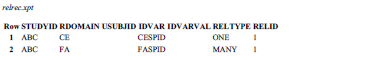 relrec.xpt
Row STUDYID RDOMAIN USUBJID IDVAR IDVARVAL RELTYPE RELID
1 ABC CE CESPID ONE 1
2 ABC FA FASPID MANY 1